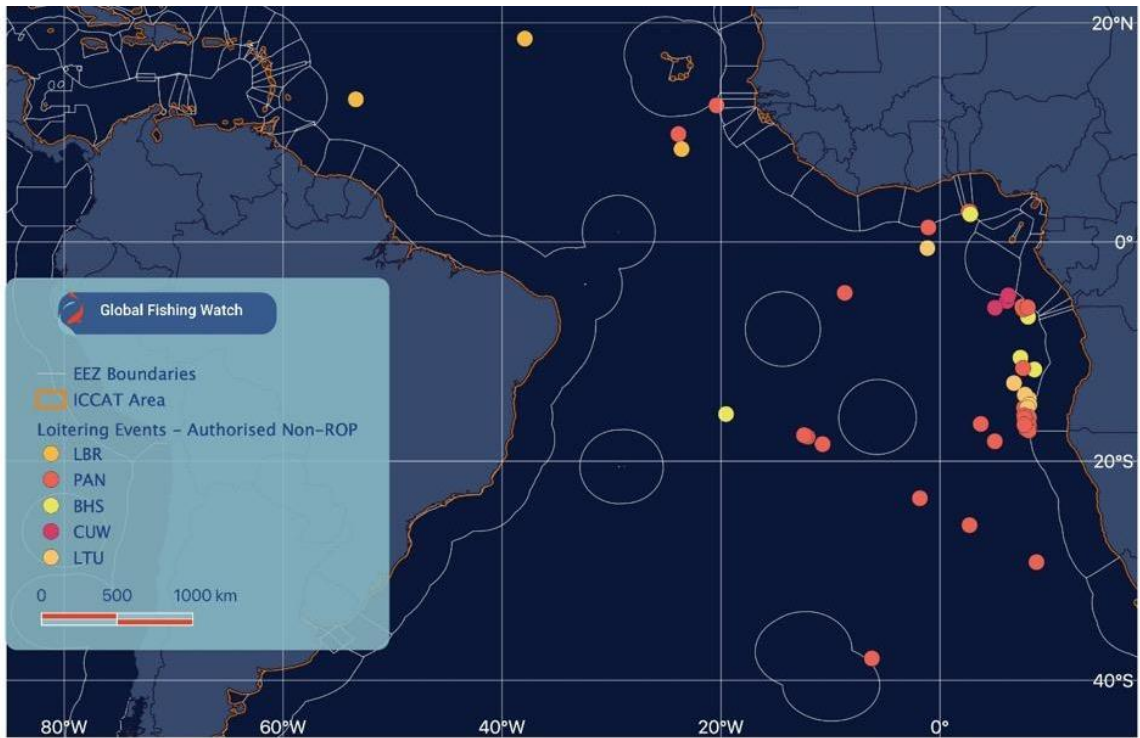 20°N
0°
Global Fishing Watch
EEZ Boundaries
ICCAT Area
Loitering Events - Authorised Non-ROP
LBR
PAN
BHS
20°S
CUW
LTU
0 500 1000 km
40°S
80°W 60°W 40°W 20°W 0°